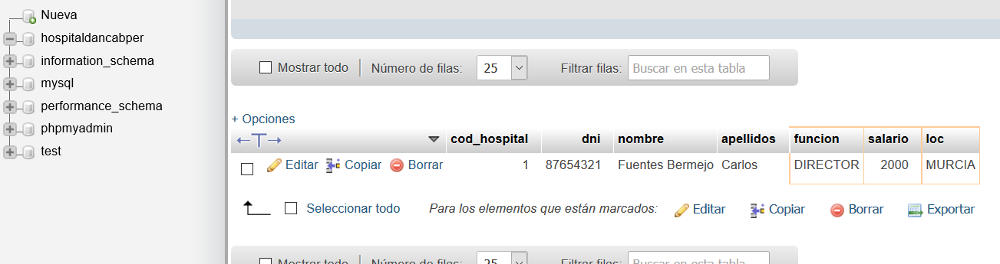 Nueva
hospitaldancabper
information_schema
mysql
performance_schema
phpmyadmin
test
Mostrar todo Número de filas: 25 Filtrar filas: Buscar en esta tabla
+ Opciones
cod_hospital dni nombre apellidos funcion salario loc
Editar Copiar Borrar 1 87654321 Fuentes Bermejo Carlos DIRECTOR 2000 MURCIA
Seleccionar todo Para los elementos que están marcados: Editar Copiar Borrar Exportar
Mostrar todo Número de filas: 25 Filtrar filas: Buscar en esta tabla